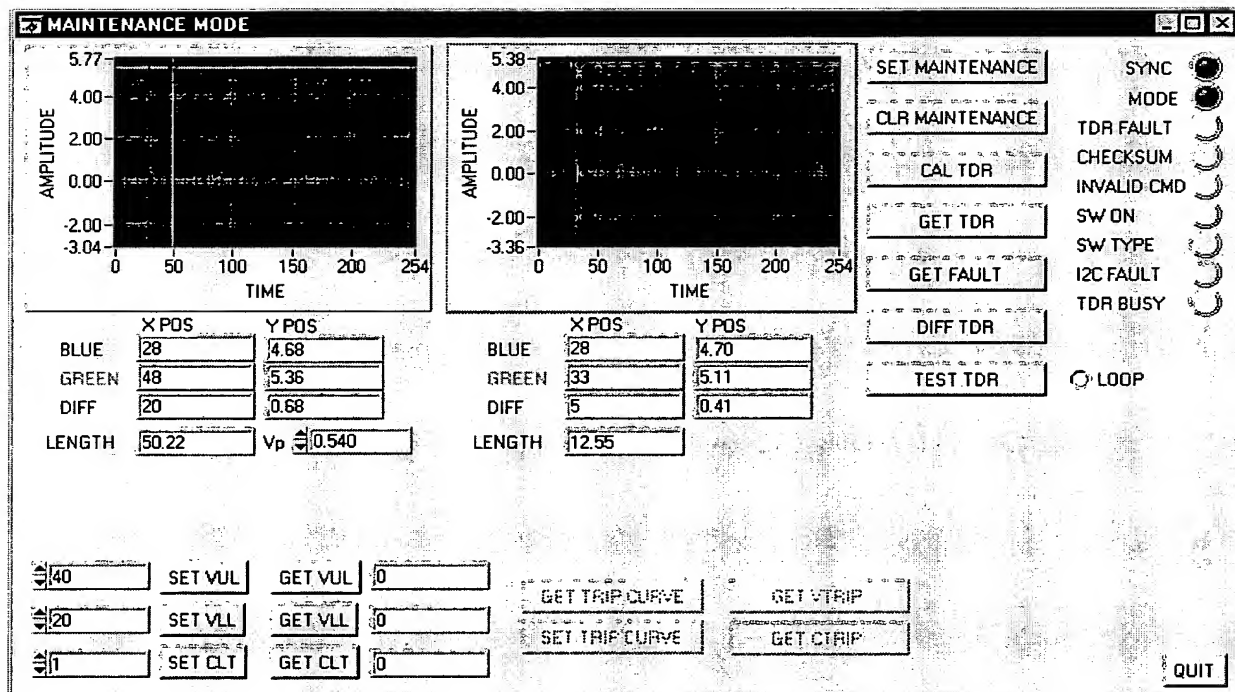 MAINTENANCE MODE
5.77
4.00
2.00
0.00
-2.00
-3.04
AMPLITUDE
0 50 100 150 200 254
TIME
5.38
4.00
2.00
0.00
-2.00
-3.36
AMPLITUDE
0 50 100 150 200 254
TIME
SET MAINTENANCE
CLR MAINTENANCE
CAL TDR
GET TDR
GET FAULT
DIFF TDR
TEST TDR
SYNC
MODE
TDR FAULT
CHECKSUM
INVALID CMD
SW ON
SW TYPE
I2C FAULT
TDR BUSY
LOOP
X POS Y POS
BLUE 28 4.68
GREEN 48 5.36
DIFF 20 0.68
LENGTH 50.22 Vp 0.540
X POS Y POS
BLUE 28 4.70
GREEN 33 5.11
DIFF 5 0.41
LENGTH 12.55
40 SET VUL GET VUL 0
20 SET VLL GET VLL 0
1 SET CLT GET CLT 0
GET TRIP CURVE GET VTRIP
SET TRIP CURVE GET CTRIP
QUIT